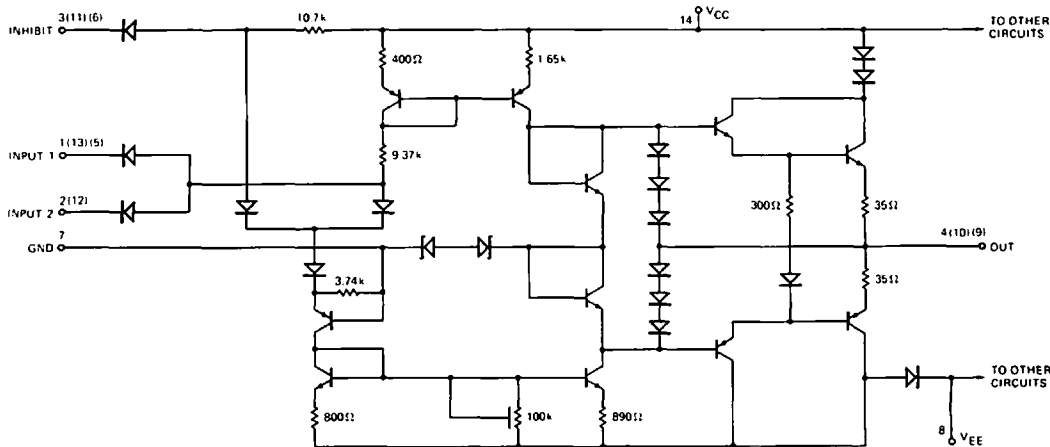 3(11)(6)
INHIBIT
10.7k
14
VCC
TO OTHER
CIRCUITS
400Ω
1.65k
1(13)(5)
INPUT 1
9.37k
INPUT 2
2(12)
300Ω
35Ω
GND
7
4(10)(9)
OUT
3.74k
35Ω
800Ω
100k
890Ω
TO OTHER
CIRCUITS
8
VEE